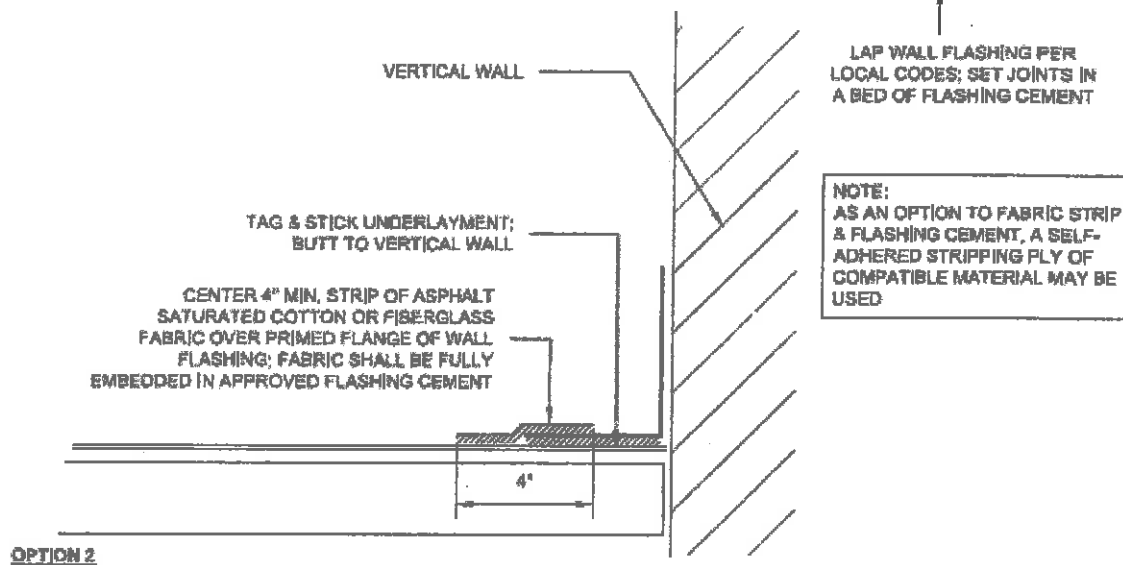 LAP WALL FLASHING PER
LOCAL CODES; SET JOINTS IN
A BED OF FLASHING CEMENT
VERTICAL WALL
NOTE:
AS AN OPTION TO FABRIC STRIP
& FLASHING CEMENT, A SELF-
ADHERED STRIPPING PLY OF
COMPATIBLE MATERIAL MAY BE
USED
TAG & STICK UNDERLAYMENT;
BUTT TO VERTICAL WALL
CENTER 4" MIN. STRIP OF ASPHALT
SATURATED COTTON OR FIBERGLASS
FABRIC OVER PRIMED FLANGE OF WALL
FLASHING; FABRIC SHALL BE FULLY
EMBEDDED IN APPROVED FLASHING CEMENT
4"
OPTION 2